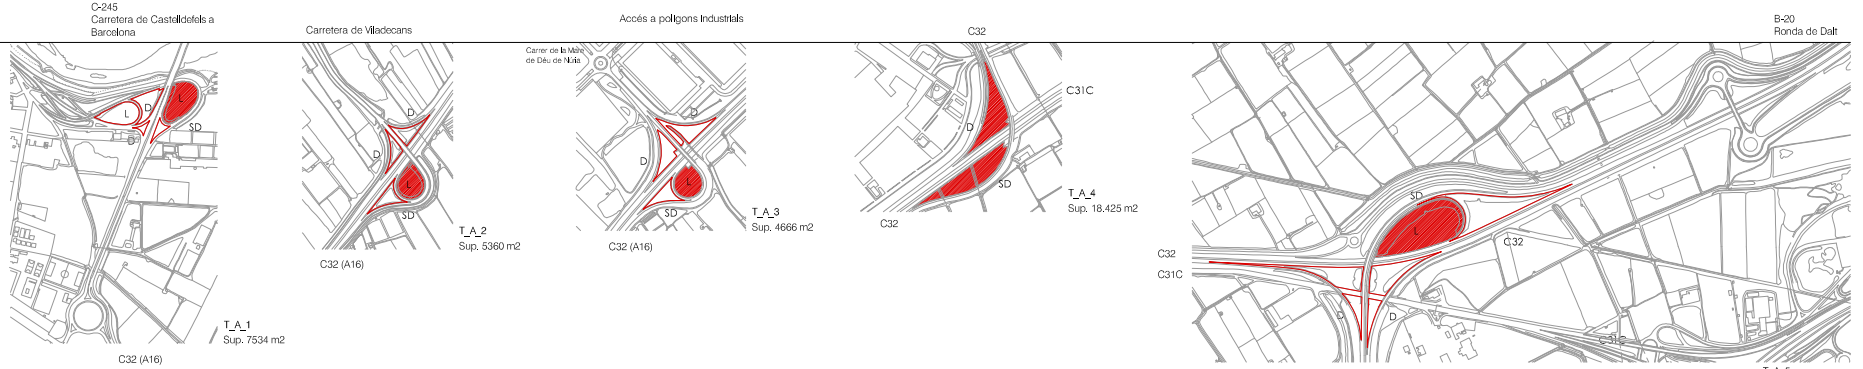 C-245
Carretera de Castelldefels a
Barcelona
Carretera de Viladecans
Accés a polígons Industrials
C32
B-20
Ronda de Dalt
Carrer de la Mare
de Déu de Núria
L
D
L
SD
T_A_1
Sup. 7534 m2
C32 (A16)
D
D
L
SD
T_A_2
Sup. 5360 m2
C32 (A16)
D
D
L
SD
T_A_3
Sup. 4666 m2
C32 (A16)
C31C
D
SD
T_A_4
Sup. 18.425 m2
C32
SD
L
C32
C32
C31C
D
D
C31C